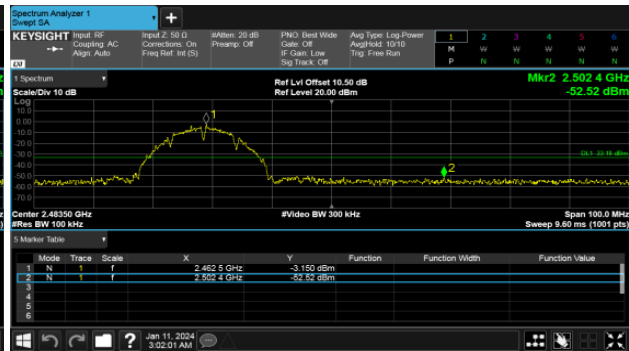 Spectrum Analyzer 1
Swept SA
+
KEYSIGHT Input: RF Input Z: 50 Ω #Atten: 20 dB PNO: Best Wide Avg Type: Log-Power 1 2 3 4 5 6
Coupling: AC Corrections: On Preamp: Off Gate: Off Avg|Hold: 10/10 M W W W W W
Align: Auto Freq Ref: Int (S) IF Gain: Low Trig: Free Run P N N N N N
Sig Track: Off
1 Spectrum
Ref Lvl Offset 10.50 dB Mkr2 2.502 4 GHz
Scale/Div 10 dB Ref Level 20.00 dBm -52.52 dBm
Log
10.0
0.00
-10.0
-20.0
-30.0
-40.0
-50.0
-60.0
-70.0
1
2
Center 2.48350 GHz #Video BW 300 kHz Span 100.0 MHz
#Res BW 100 kHz Sweep 9.60 ms (1001 pts)
5 Marker Table
Mode Trace Scale X Y Function Function Width Function Value
1 N 1 f 2.462 5 GHz -3.150 dBm
2 N 1 f 2.502 4 GHz -52.52 dBm
3
4
5
6
? Jan 11, 2024
3:02:01 AM